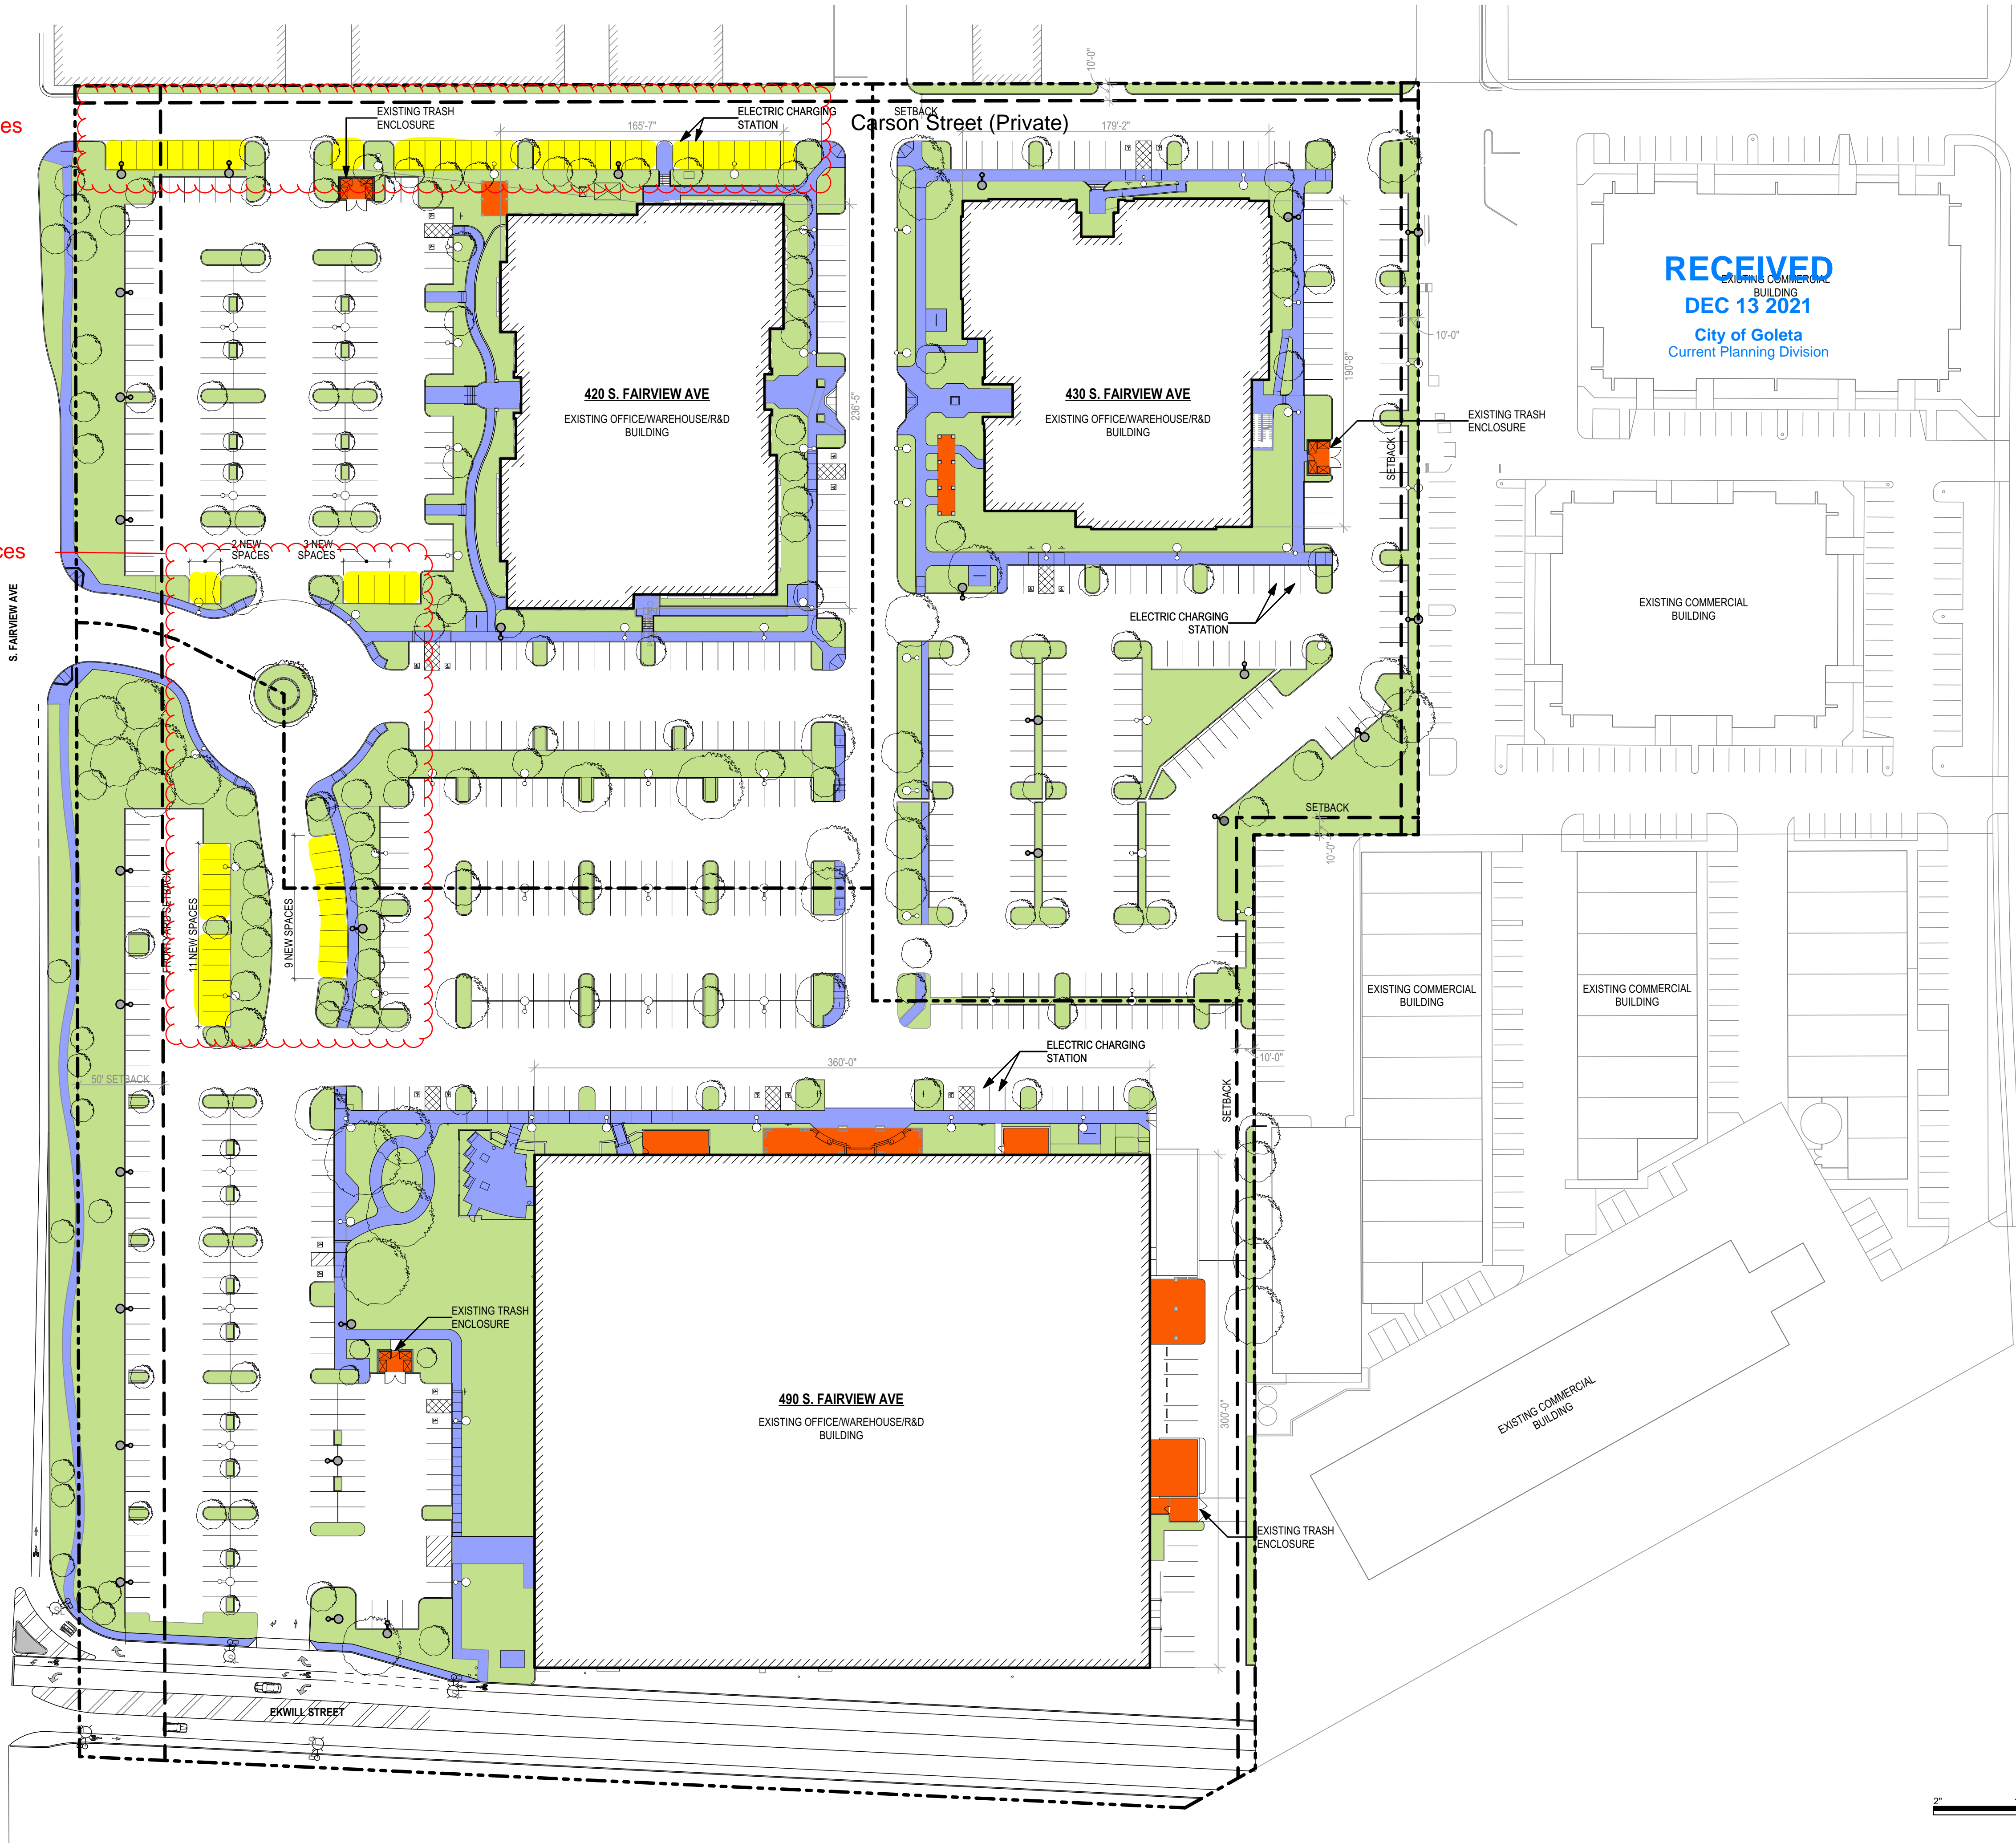 10'-0"
es
EXISTING TRASH
ENCLOSURE
ELECTRIC CHARGING
STATION
165'-7"
SETBACK
Carson Street (Private)
179'-2"
RECEIVED
EXISTING COMMERCIAL
BUILDING
DEC 13 2021
City of Goleta
Current Planning Division
10'-0"
190'-8"
236'-5"
420 S. FAIRVIEW AVE
EXISTING OFFICE/WAREHOUSE/R&D
BUILDING
430 S. FAIRVIEW AVE
EXISTING OFFICE/WAREHOUSE/R&D
BUILDING
EXISTING TRASH
ENCLOSURE
SETBACK
ces
2 NEW
SPACES
3 NEW
SPACES
S. FAIRVIEW AVE
ELECTRIC CHARGING
STATION
EXISTING COMMERCIAL
BUILDING
SETBACK
10'-0"
FRONT YARD SETBACK
11 NEW SPACES
9 NEW SPACES
EXISTING COMMERCIAL
BUILDING
EXISTING COMMERCIAL
BUILDING
50' SETBACK
360'-0"
ELECTRIC CHARGING
STATION
10'-0"
SETBACK
EXISTING TRASH
ENCLOSURE
490 S. FAIRVIEW AVE
EXISTING OFFICE/WAREHOUSE/R&D
BUILDING
300'-0"
EXISTING COMMERCIAL
BUILDING
EXISTING TRASH
ENCLOSURE
EKWILL STREET
2"